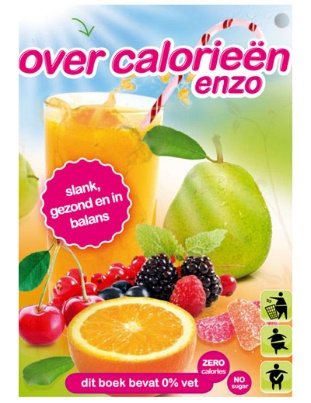 over calorieën
enzo
slank,
gezond en in
balans
ZERO
calories
NO
sugar
dit boek bevat 0% vet